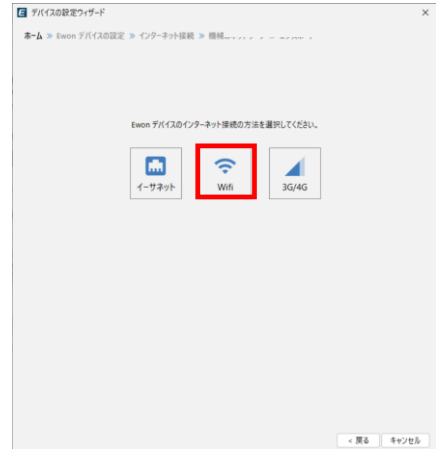 デバイスの設定ウィザード
ホーム » Ewon デバイスの設定 » インターネット接続 » 機械
Ewon デバイスのインターネット接続の方法を選択してください。
イーサネット Wifi 3G/4G
< 戻る キャンセル